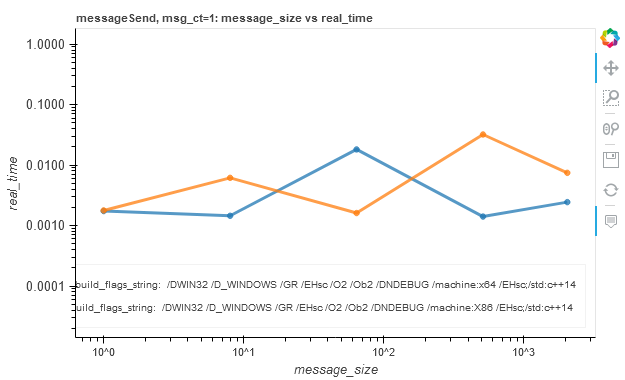 messageSend, msg_ct=1: message_size vs real_time
1.0000
0.1000
0.0100
0.0010
0.0001
real_time
build_flags_string: /DWIN32 /D_WINDOWS /GR /EHsc /O2 /Ob2 /DNDEBUG /machine:x64 /EHsc;/std:c++14
build_flags_string: /DWIN32 /D_WINDOWS /GR /EHsc /O2 /Ob2 /DNDEBUG /machine:X86 /EHsc;/std:c++14
10^0 10^1 10^2 10^3
message_size